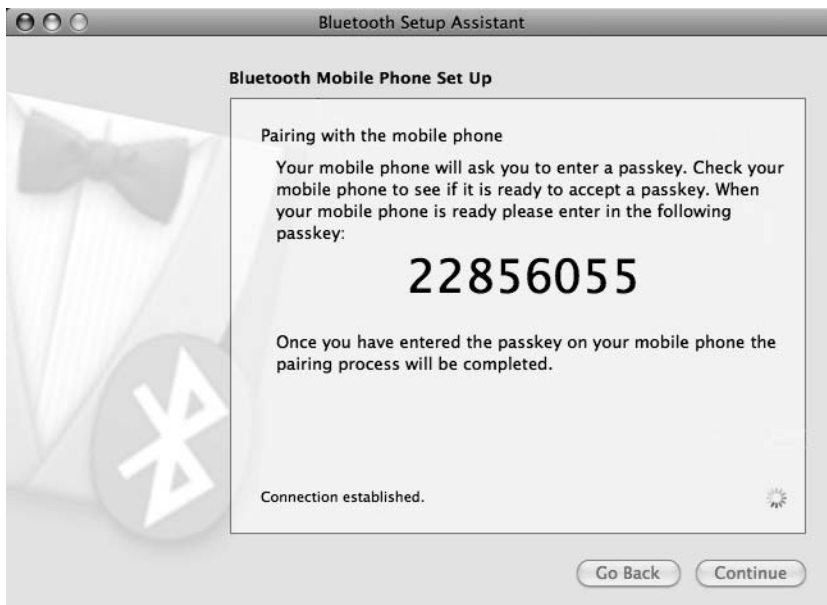 Bluetooth Setup Assistant
Bluetooth Mobile Phone Set Up
Pairing with the mobile phone
Your mobile phone will ask you to enter a passkey. Check your
mobile phone to see if it is ready to accept a passkey. When
your mobile phone is ready please enter in the following
passkey:
22856055
Once you have entered the passkey on your mobile phone the
pairing process will be completed.
Connection established.
Go Back
Continue